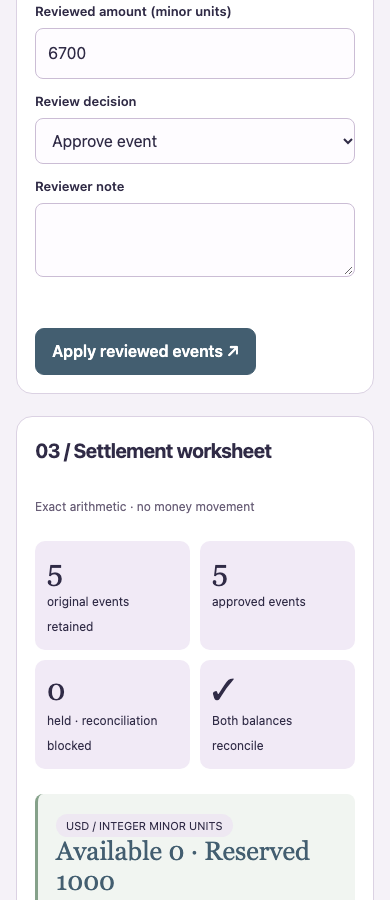 Reviewed amount (minor units)
6700
Review decision
Approve event
Reviewer note
Apply reviewed events ↗
03 / Settlement worksheet
Exact arithmetic · no money movement
5
original events
retained
5
approved events
0
held · reconciliation
blocked
✓
Both balances
reconcile
USD / INTEGER MINOR UNITS
Available 0 · Reserved
1000